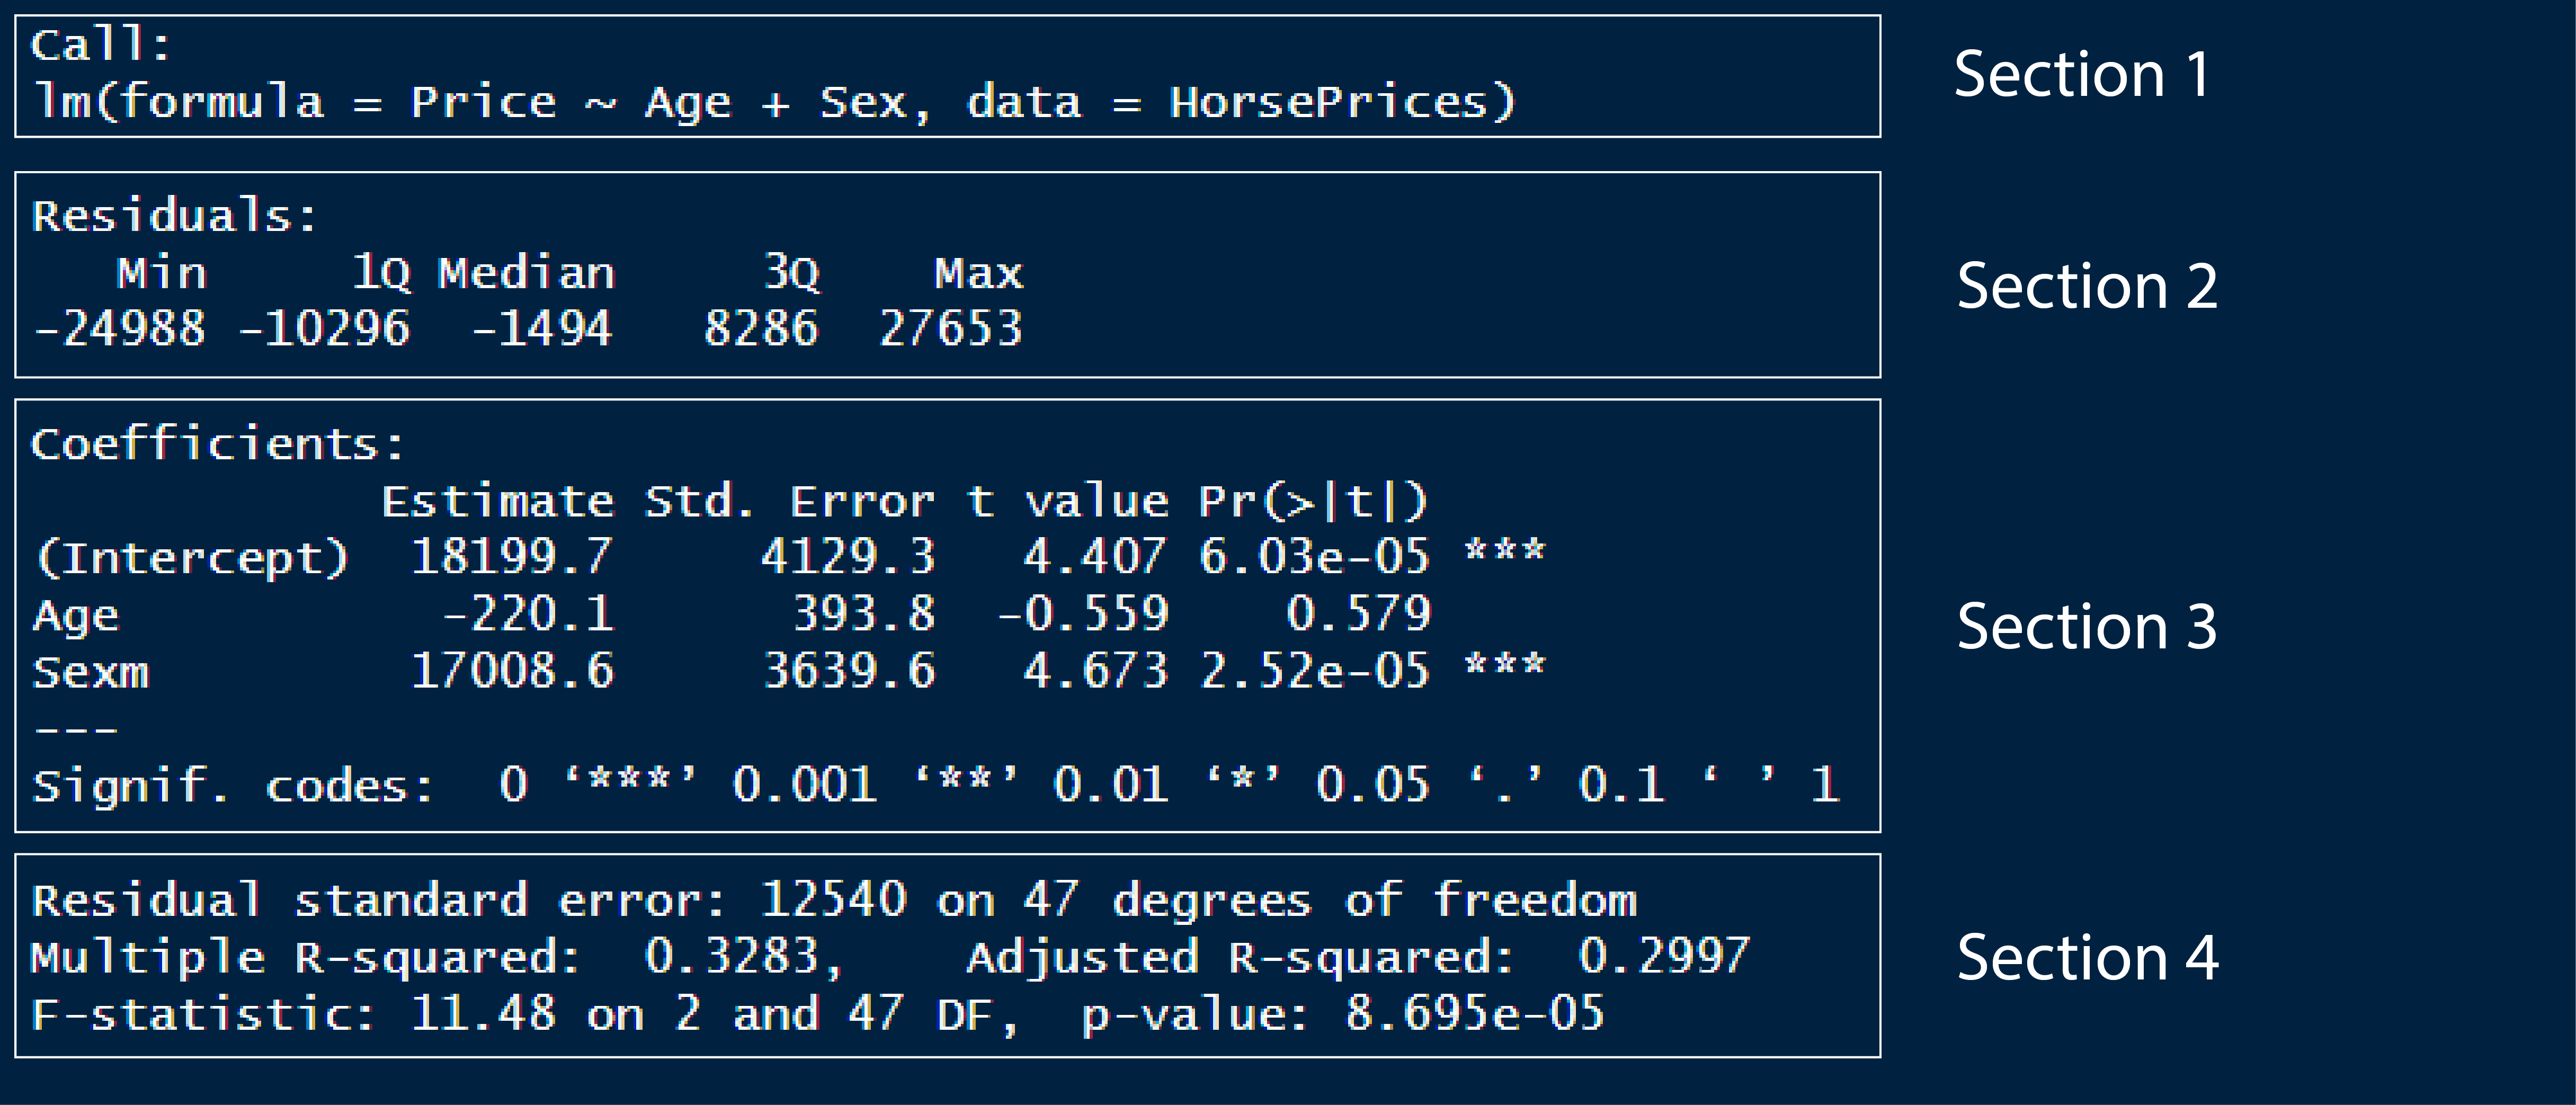 Call:
lm(formula = Price ~ Age + Sex, data = HorsePrices)
Section 1
Residuals:
   Min     1Q Median     3Q    Max
-24988 -10296  -1494   8286  27653
Section 2
Coefficients:
            Estimate Std. Error t value Pr(>|t|)
(Intercept)  18199.7     4129.3   4.407 6.03e-05 ***
Age           -220.1      393.8  -0.559    0.579
Sexm         17008.6     3639.6   4.673 2.52e-05 ***
---
Signif. codes:  0 ‘***’ 0.001 ‘**’ 0.01 ‘*’ 0.05 ‘.’ 0.1 ‘ ’ 1
Section 3
Residual standard error: 12540 on 47 degrees of freedom
Multiple R-squared:  0.3283,    Adjusted R-squared:  0.2997
F-statistic: 11.48 on 2 and 47 DF,  p-value: 8.695e-05
Section 4